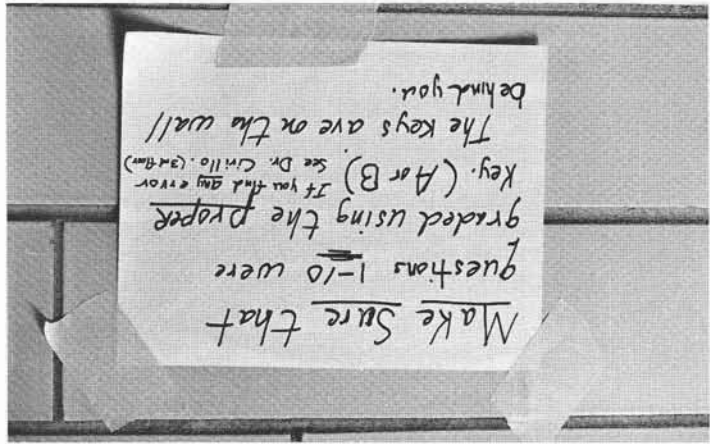 Make Sure that
questions 1-10 were
graded using the proper
Key. (A or B) If you find any error
See Dr. Cirillo. (3rd floor)
The Keys are on the wall
behind you.